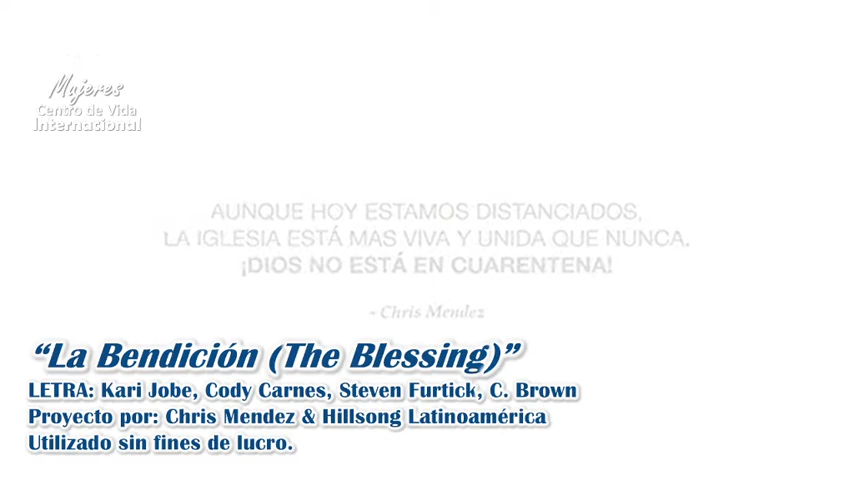 Mujeres
Centro de Vida
Internacional
AUNQUE HOY ESTAMOS DISTANCIADOS,
LA IGLESIA ESTÁ MAS VIVA Y UNIDA QUE NUNCA.
¡DIOS NO ESTÁ EN CUARENTENA!
- Chris Mendez
“La Bendición (The Blessing)”
LETRA: Kari Jobe, Cody Carnes, Steven Furtick, C. Brown
Proyecto por: Chris Mendez & Hillsong Latinoamérica
Utilizado sin fines de lucro.